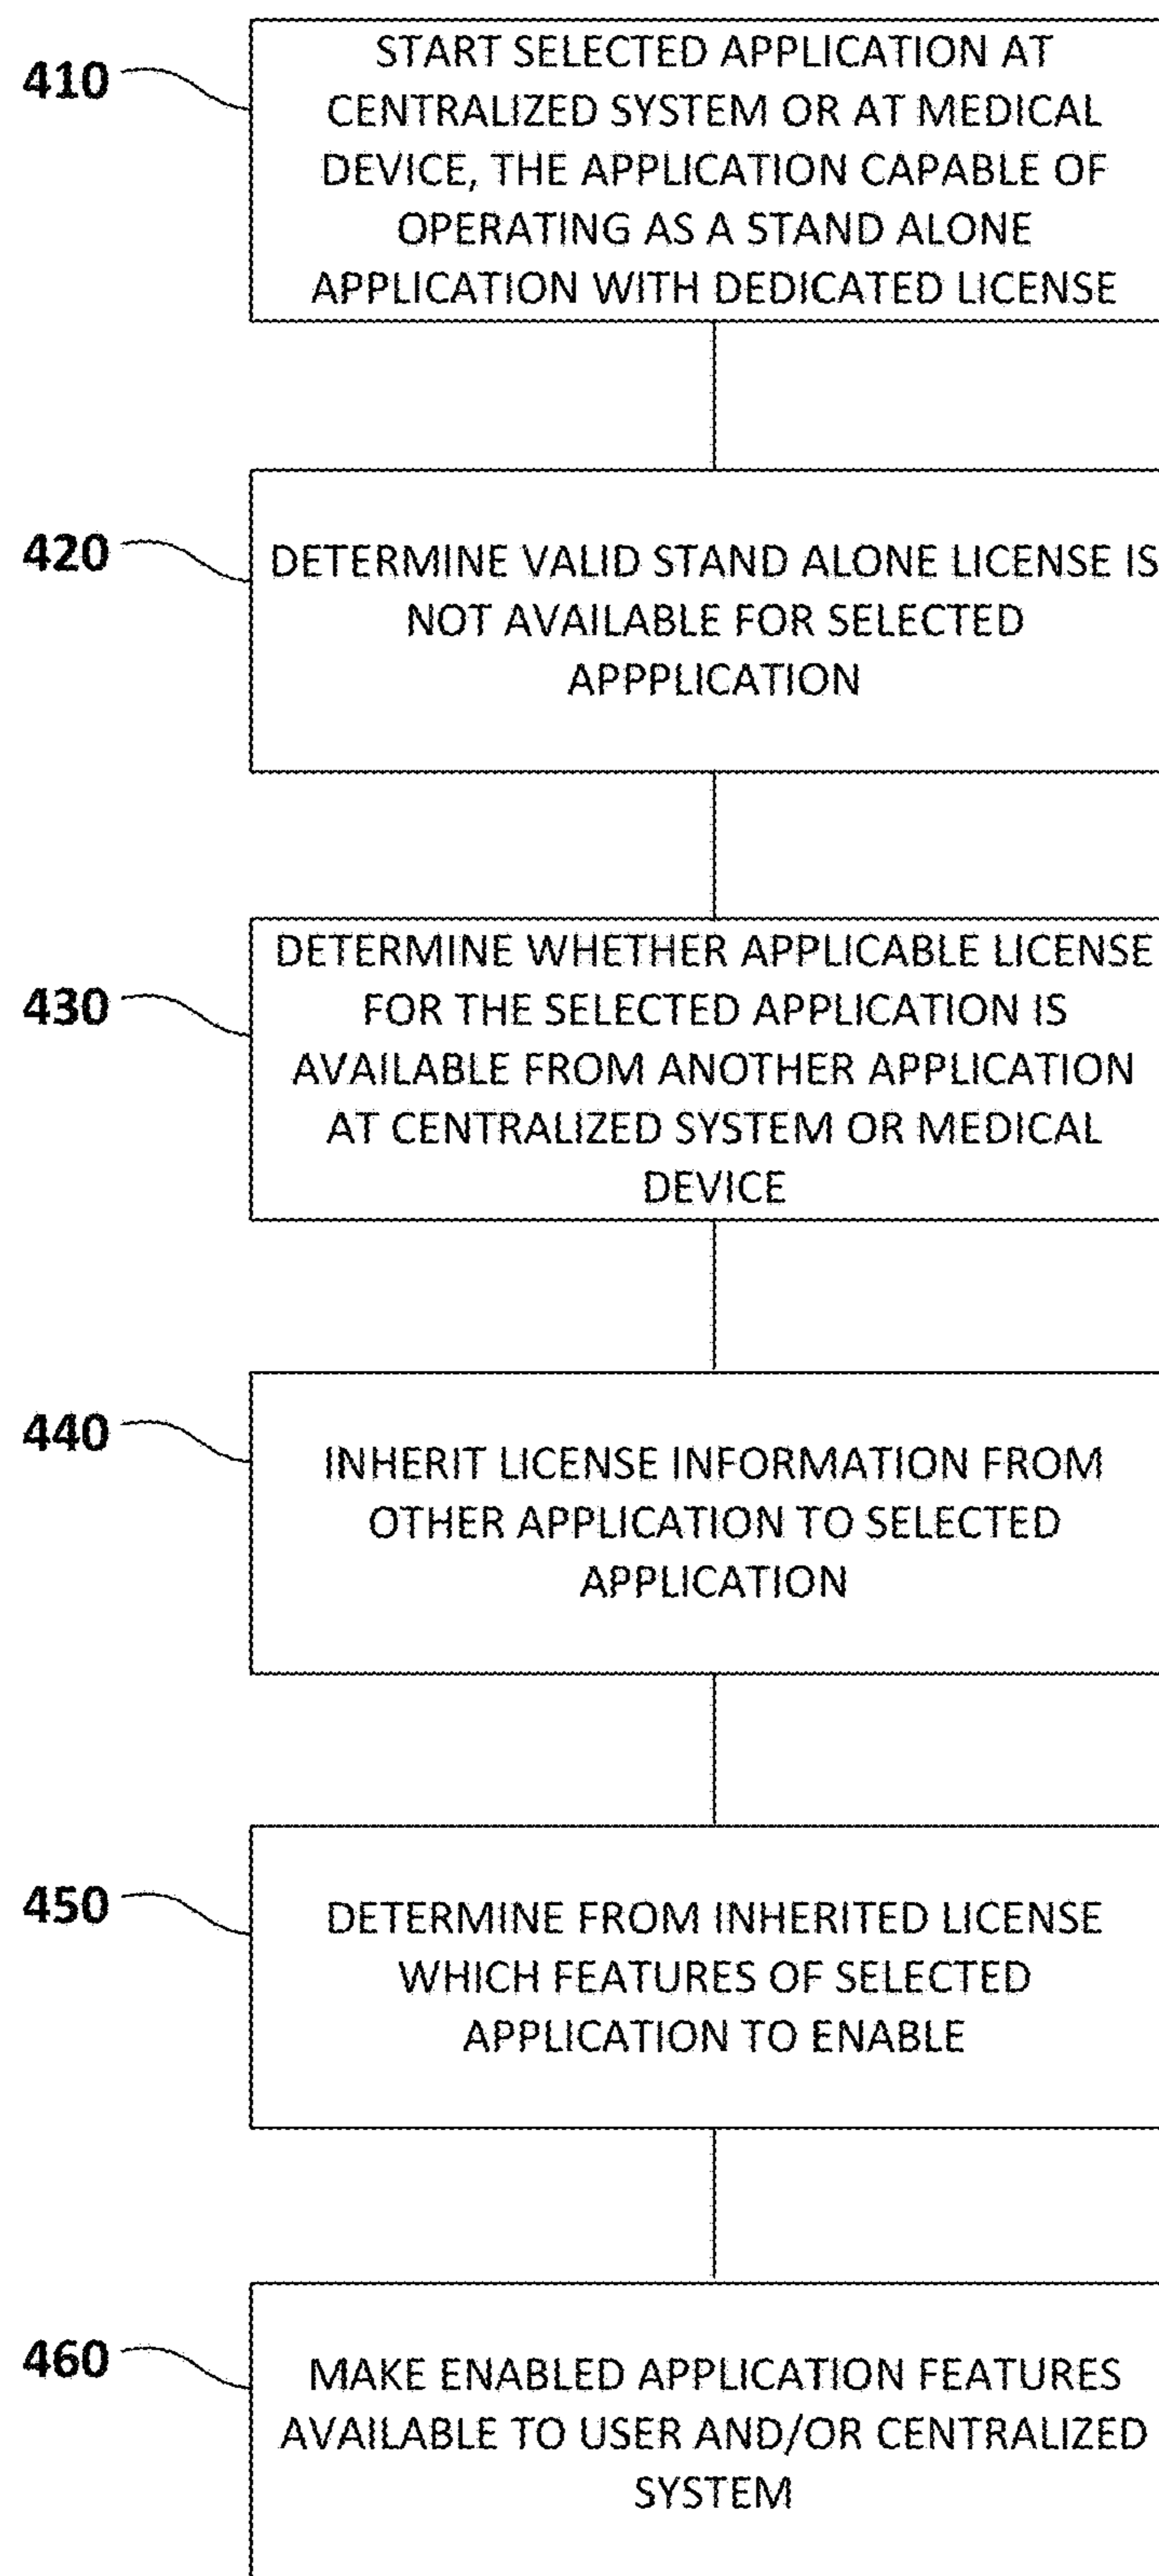 410
START SELECTED APPLICATION AT
CENTRALIZED SYSTEM OR AT MEDICAL
DEVICE, THE APPLICATION CAPABLE OF
OPERATING AS A STAND ALONE
APPLICATION WITH DEDICATED LICENSE
420
DETERMINE VALID STAND ALONE LICENSE IS
NOT AVAILABLE FOR SELECTED
APPPLICATION
430
DETERMINE WHETHER APPLICABLE LICENSE
FOR THE SELECTED APPLICATION IS
AVAILABLE FROM ANOTHER APPLICATION
AT CENTRALIZED SYSTEM OR MEDICAL
DEVICE
440
INHERIT LICENSE INFORMATION FROM
OTHER APPLICATION TO SELECTED
APPLICATION
450
DETERMINE FROM INHERITED LICENSE
WHICH FEATURES OF SELECTED
APPLICATION TO ENABLE
460
MAKE ENABLED APPLICATION FEATURES
AVAILABLE TO USER AND/OR CENTRALIZED
SYSTEM